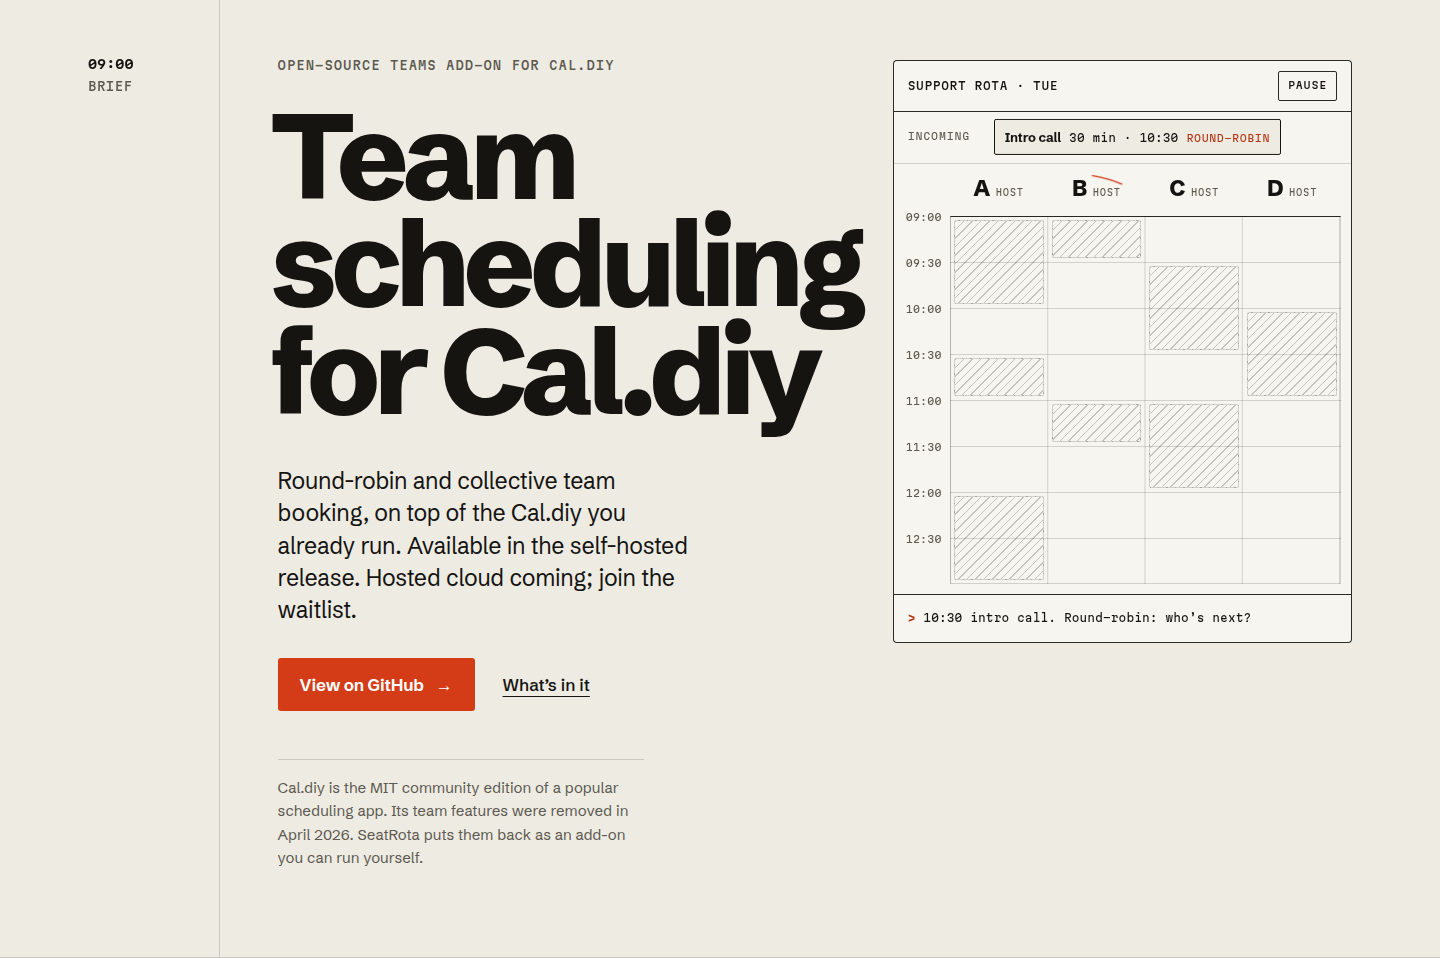 09:00
BRIEF
OPEN-SOURCE TEAMS ADD-ON FOR CAL.DIY
Team
scheduling
for Cal.diy
Round-robin and collective team
booking, on top of the Cal.diy you
already run. Available in the self-hosted
release. Hosted cloud coming; join the
waitlist.
View on GitHub →
What's in it
Cal.diy is the MIT community edition of a popular
scheduling app. Its team features were removed in
April 2026. SeatRota puts them back as an add-on
you can run yourself.
SUPPORT ROTA · TUE
PAUSE
INCOMING
Intro call 30 min · 10:30 ROUND-ROBIN
A HOST B HOST C HOST D HOST
09:00
09:30
10:00
10:30
11:00
11:30
12:00
12:30
> 10:30 intro call. Round-robin: who's next?